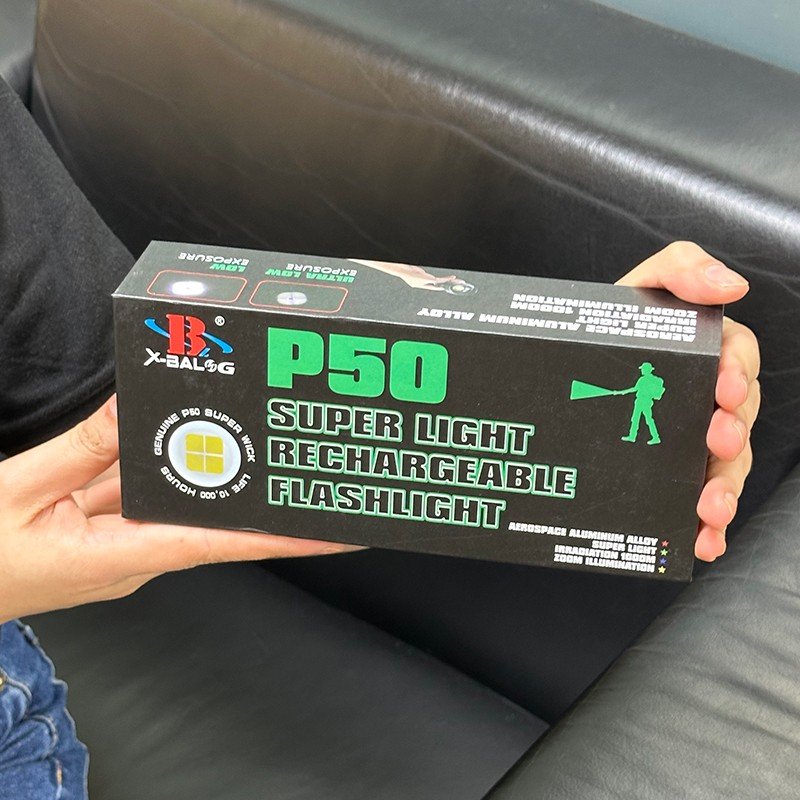 LOW
EXPOSURE
ULTRA LOW
EXPOSURE
AEROSPACE ALUMINUM ALLOY
SUPER LIGHT
IRRADIATION 1000M
ZOOM ILLUMINATION
B
®
X-BALOG
GENUINE P50 SUPER WICK LIFE 10,000 HOURS
P50
SUPER LIGHT
RECHARGEABLE
FLASHLIGHT
AEROSPACE ALUMINUM ALLOY
SUPER LIGHT
IRRADIATION 1000M
ZOOM ILLUMINATION